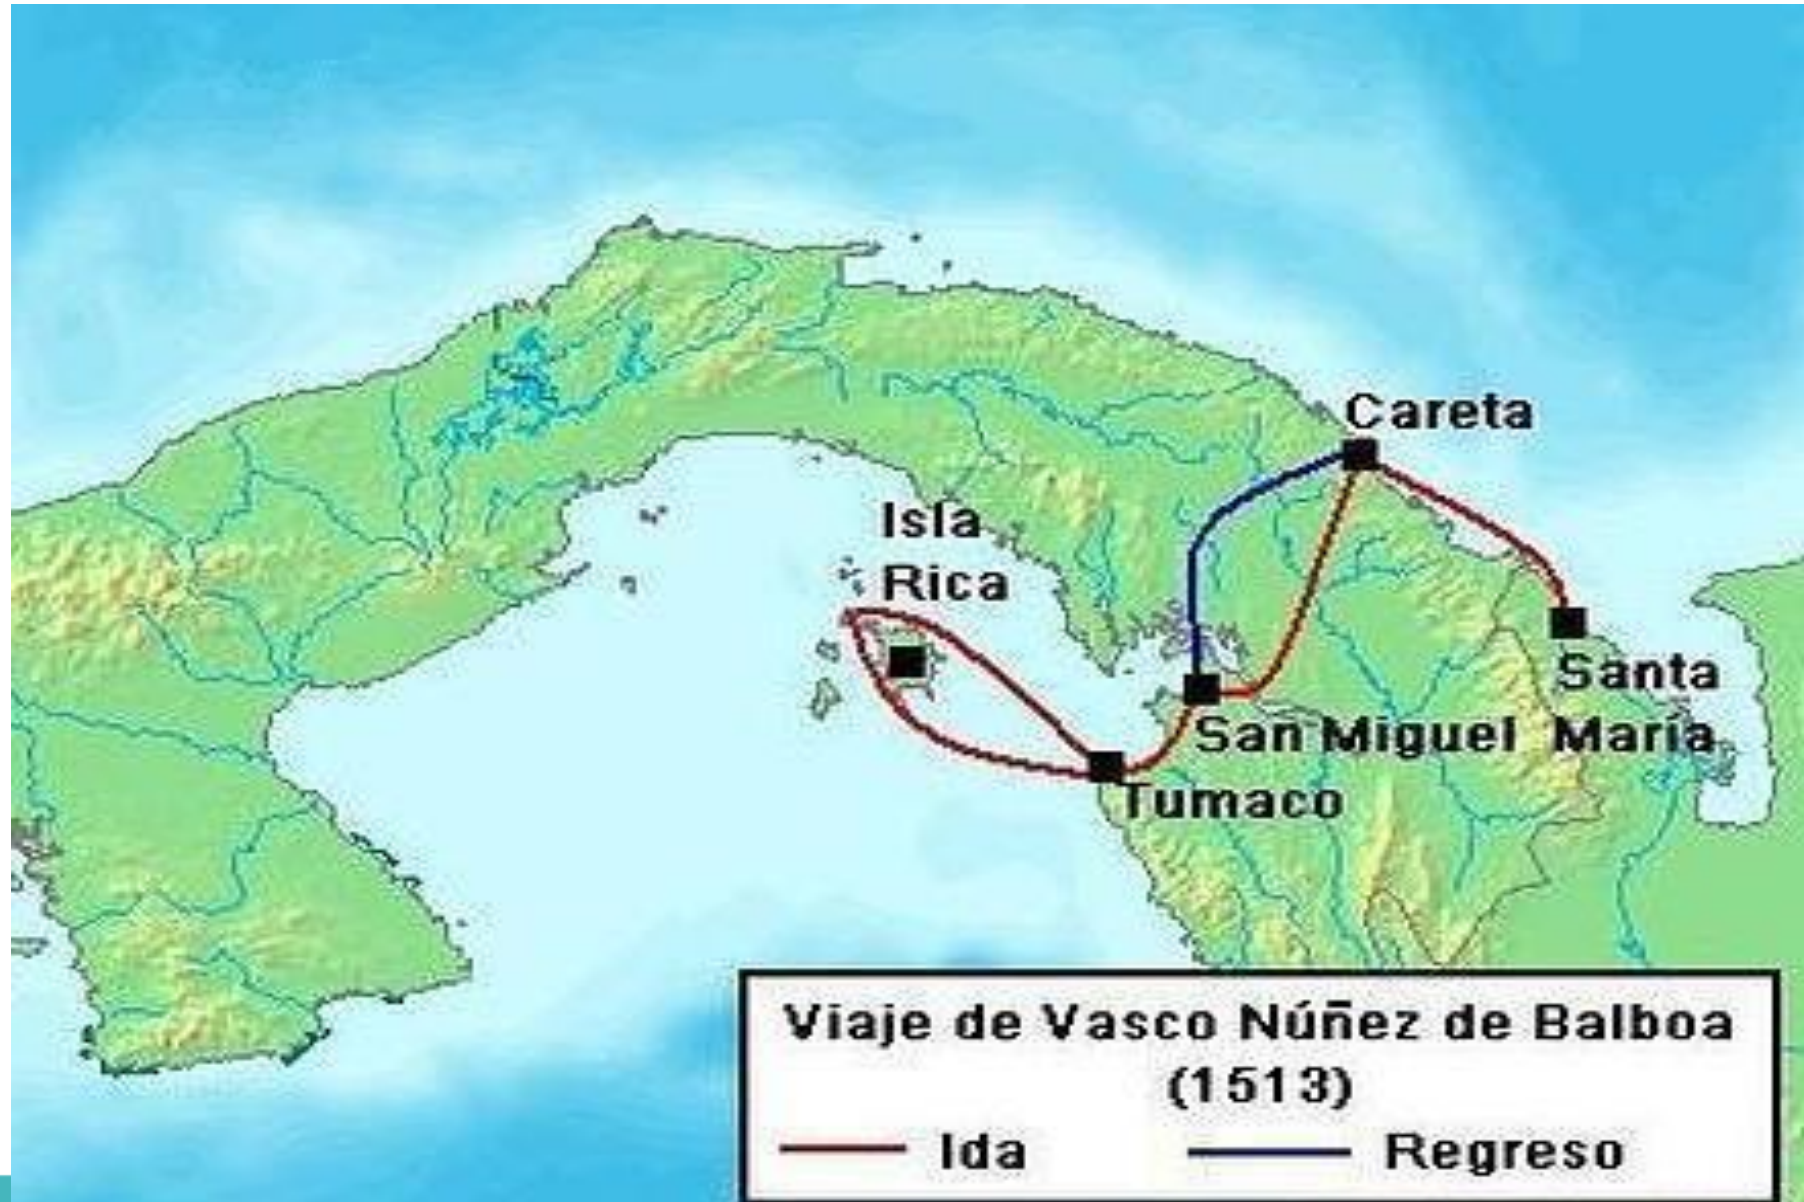 Careta
Isla
Rica
Santa
María
San Miguel
Tumaco
Viaje de Vasco Núñez de Balboa
(1513)
Ida
Regreso